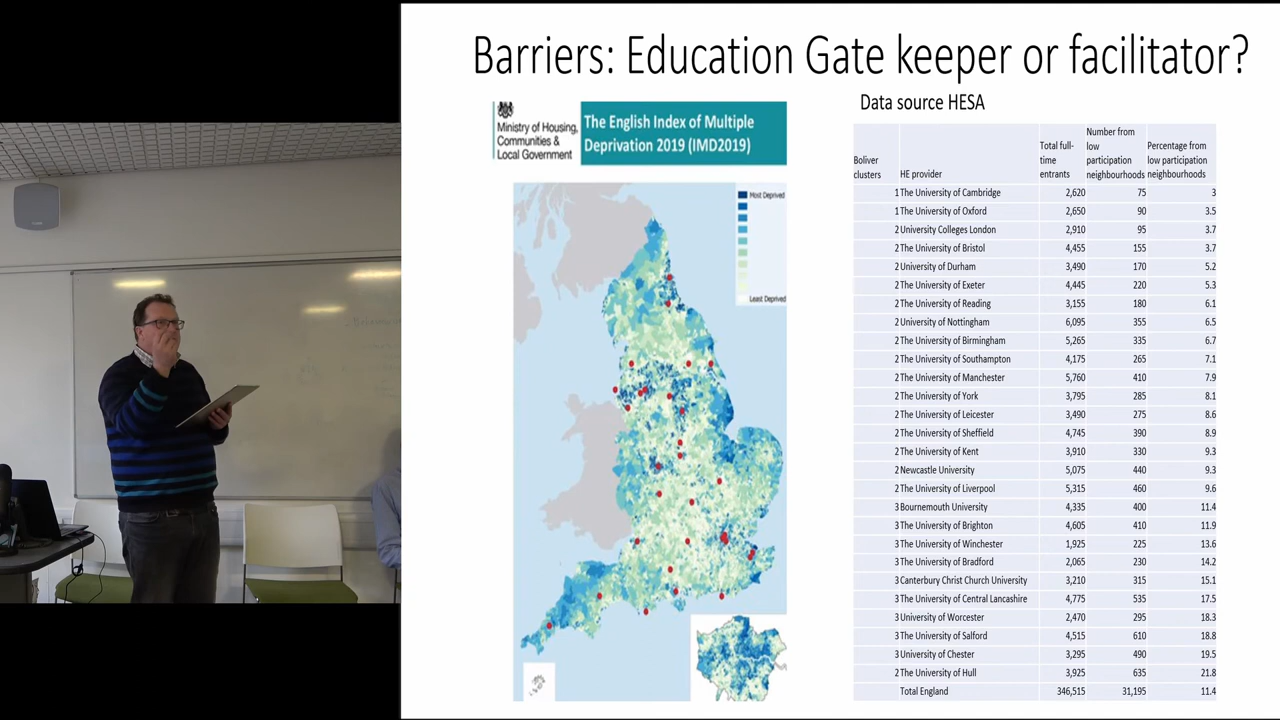 Barriers: Education Gate keeper or facilitator?
Ministry of Housing,
Communities &
Local Government
The English Index of Multiple
Deprivation 2019 (IMD2019)
Most Deprived
Least Deprived
Data source HESA
Boliver clusters HE provider Total full-time entrants Number from low participation neighbourhoods Percentage from low participation neighbourhoods
1 The University of Cambridge 2,620 75 3
1 The University of Oxford 2,650 90 3.5
2 University Colleges London 2,910 95 3.7
2 The University of Bristol 4,455 155 3.7
2 University of Durham 3,490 170 5.2
2 The University of Exeter 4,445 220 5.3
2 The University of Reading 3,155 180 6.1
2 University of Nottingham 6,095 355 6.5
2 The University of Birmingham 5,265 335 6.7
2 The University of Southampton 4,175 265 7.1
2 The University of Manchester 5,760 410 7.9
2 The University of York 3,795 285 8.1
2 The University of Leicester 3,490 275 8.6
2 The University of Sheffield 4,745 390 8.9
2 The University of Kent 3,910 330 9.3
2 Newcastle University 5,075 440 9.3
2 The University of Liverpool 5,315 460 9.6
3 Bournemouth University 4,335 400 11.4
3 The University of Brighton 4,605 410 11.9
3 The University of Winchester 1,925 225 13.6
3 The University of Bradford 2,065 230 14.2
3 Canterbury Christ Church University 3,210 315 15.1
3 The University of Central Lancashire 4,775 535 17.5
3 University of Worcester 2,470 295 18.3
3 The University of Salford 4,515 610 18.8
3 University of Chester 3,295 490 19.5
2 The University of Hull 3,925 635 21.8
Total England 346,515 31,195 11.4